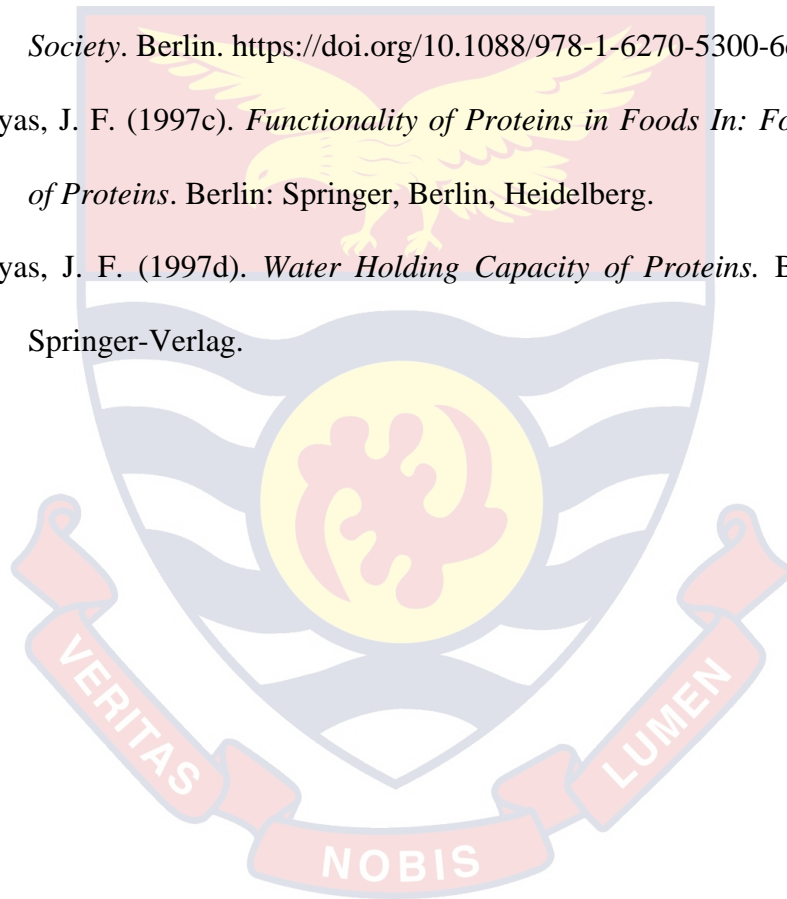 Society. Berlin. https://doi.org/10.1088/978-1-6270-5300-6
yas, J. F. (1997c). Functionality of Proteins in Foods In: Fo
of Proteins. Berlin: Springer, Berlin, Heidelberg.
yas, J. F. (1997d). Water Holding Capacity of Proteins. B
Springer-Verlag.
VERITAS
NOBIS
LUMEN